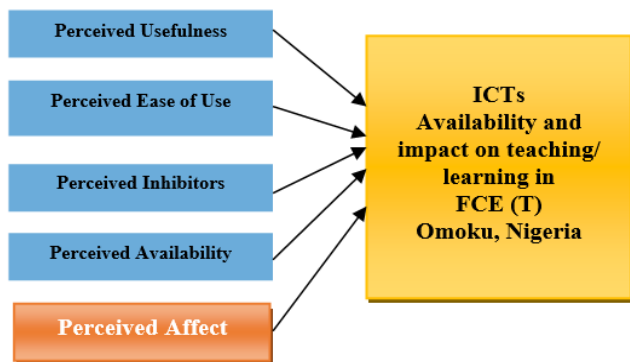 Perceived Usefulness
Perceived Ease of Use
Perceived Inhibitors
Perceived Availability
Perceived Affect
ICTs
Availability and
impact on teaching/
learning in
FCE (T)
Omoku, Nigeria